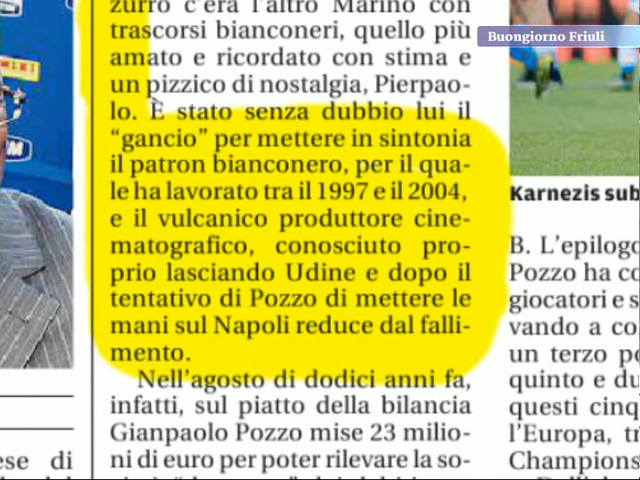 Buongiorno Friuli
zurro c'era l'altro Marino con
trascorsi bianconeri, quello più
amato e ricordato con stima e
un pizzico di nostalgia, Pierpao-
lo. È stato senza dubbio lui il
“gancio” per mettere in sintonia
il patron bianconero, per il qua-
le ha lavorato tra il 1997 e il 2004,
e il vulcanico produttore cine-
matografico, conosciuto pro-
prio lasciando Udine e dopo il
tentativo di Pozzo di mettere le
mani sul Napoli reduce dal falli-
mento.
Nell'agosto di dodici anni fa,
infatti, sul piatto della bilancia
Gianpaolo Pozzo mise 23 milio-
ni di euro per poter rilevare la so-
Karnezis sub
B. L'epilogo
Pozzo ha co
giocatori e s
vando a co
un terzo po
quinto e du
questi cinq
l'Europa, tr
Champions
ese di